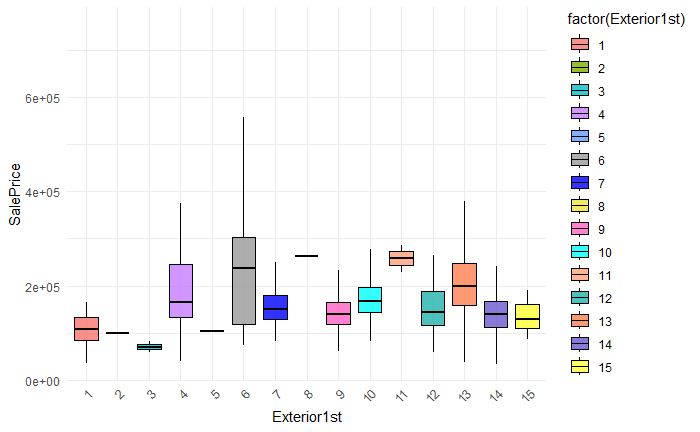 factor(Exterior1st)
1
2
3
4
5
6
7
8
9
10
11
12
13
14
15
SalePrice
6e+05
4e+05
2e+05
0e+00
1 2 3 4 5 6 7 8 9 10 11 12 13 14 15
Exterior1st